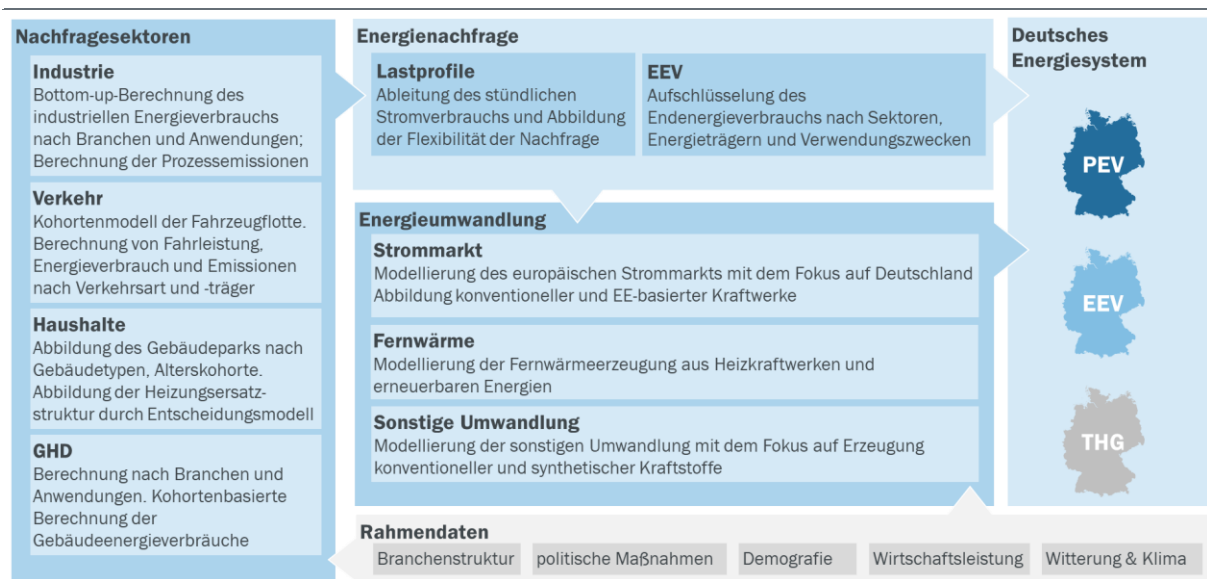 Nachfragesektoren
Industrie
Bottom-up-Berechnung des
industriellen Energieverbrauchs
nach Branchen und Anwendungen;
Berechnung der Prozessemissionen
Verkehr
Kohortenmodell der Fahrzeugflotte.
Berechnung von Fahrleistung,
Energieverbrauch und Emissionen
nach Verkehrsart und -träger
Haushalte
Abbildung des Gebäudeparks nach
Gebäudetypen, Alterskohorte.
Abbildung der Heizungsersatz-
struktur durch Entscheidungsmodell
GHD
Berechnung nach Branchen und
Anwendungen. Kohortenbasierte
Berechnung der
Gebäudeenergieverbräuche
Energienachfrage
Lastprofile
Ableitung des stündlichen
Stromverbrauchs und Abbildung
der Flexibilität der Nachfrage
EEV
Aufschlüsselung des
Endenergieverbrauchs nach Sektoren,
Energieträgern und Verwendungszwecken
Energieumwandlung
Strommarkt
Modellierung des europäischen Strommarkts mit dem Fokus auf Deutschland
Abbildung konventioneller und EE-basierter Kraftwerke
Fernwärme
Modellierung der Fernwärmeerzeugung aus Heizkraftwerken und
erneuerbaren Energien
Sonstige Umwandlung
Modellierung der sonstigen Umwandlung mit dem Fokus auf Erzeugung
konventioneller und synthetischer Kraftstoffe
Deutsches
Energiesystem
PEV
EEV
THG
Rahmendaten
Branchenstruktur
politische Maßnahmen
Demografie
Wirtschaftsleistung
Witterung & Klima